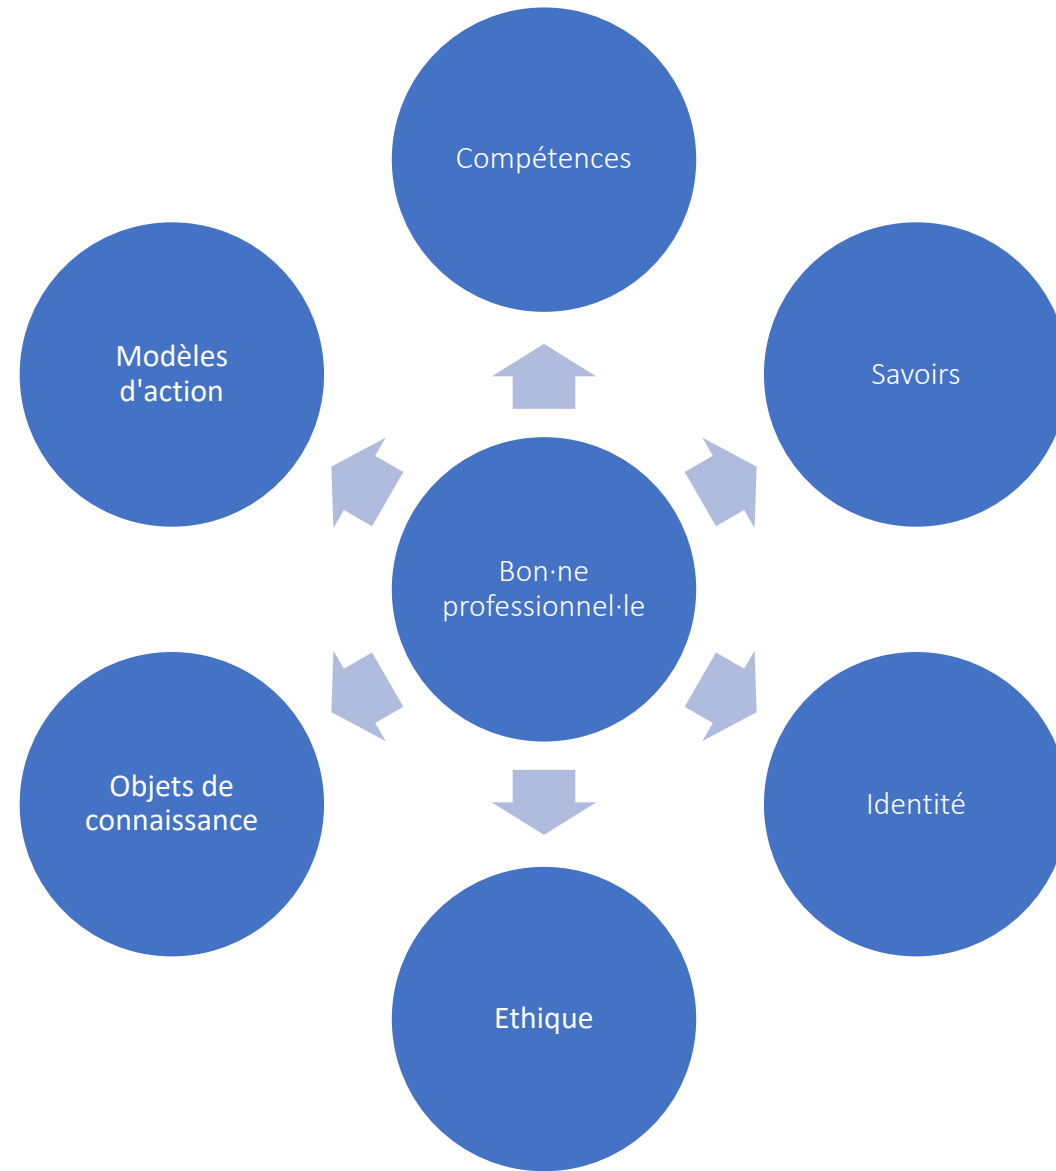 Compétences
Modèles
d'action
Savoirs
Bon·ne
professionnel·le
Objets de
connaissance
Identité
Ethique